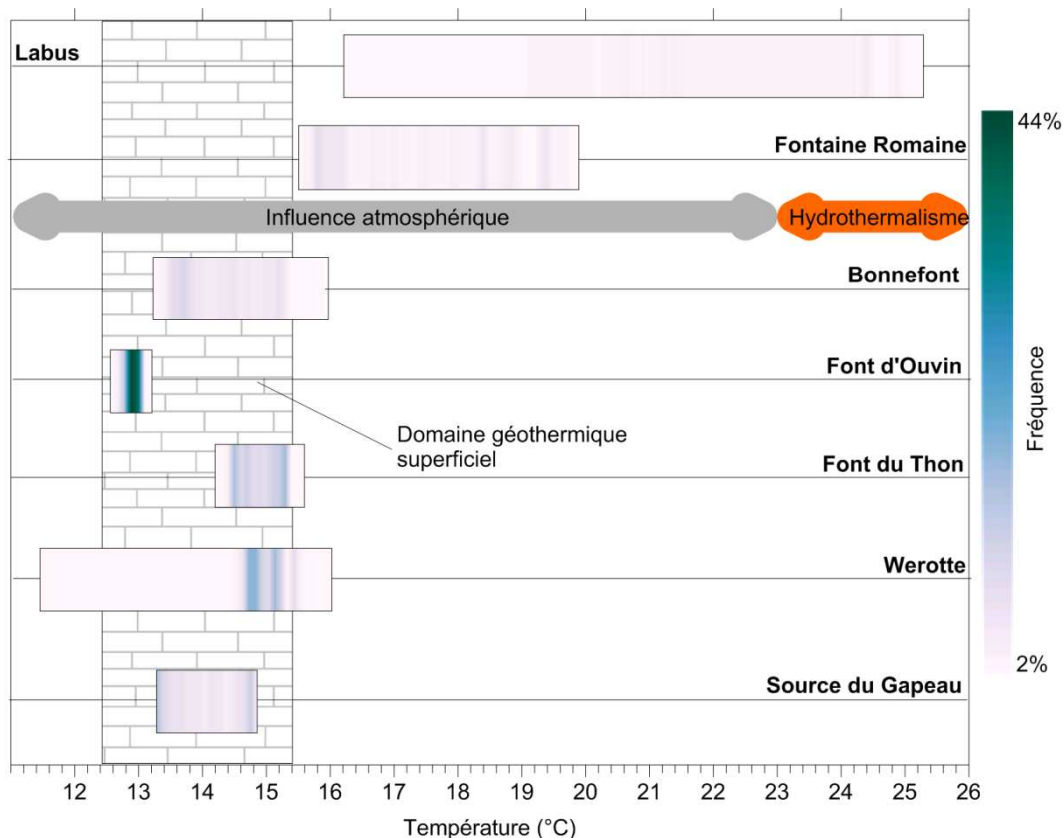 Labus
44%
Fontaine Romaine
Influence atmosphérique
Hydrothermalisme
Bonnefont
Font d'Ouvin
Fréquence
Domaine géothermique
superficiel
Font du Thon
Werotte
2%
Source du Gapeau
12 13 14 15 16 17 18 19 20 21 22 23 24 25 26
Température (°C)